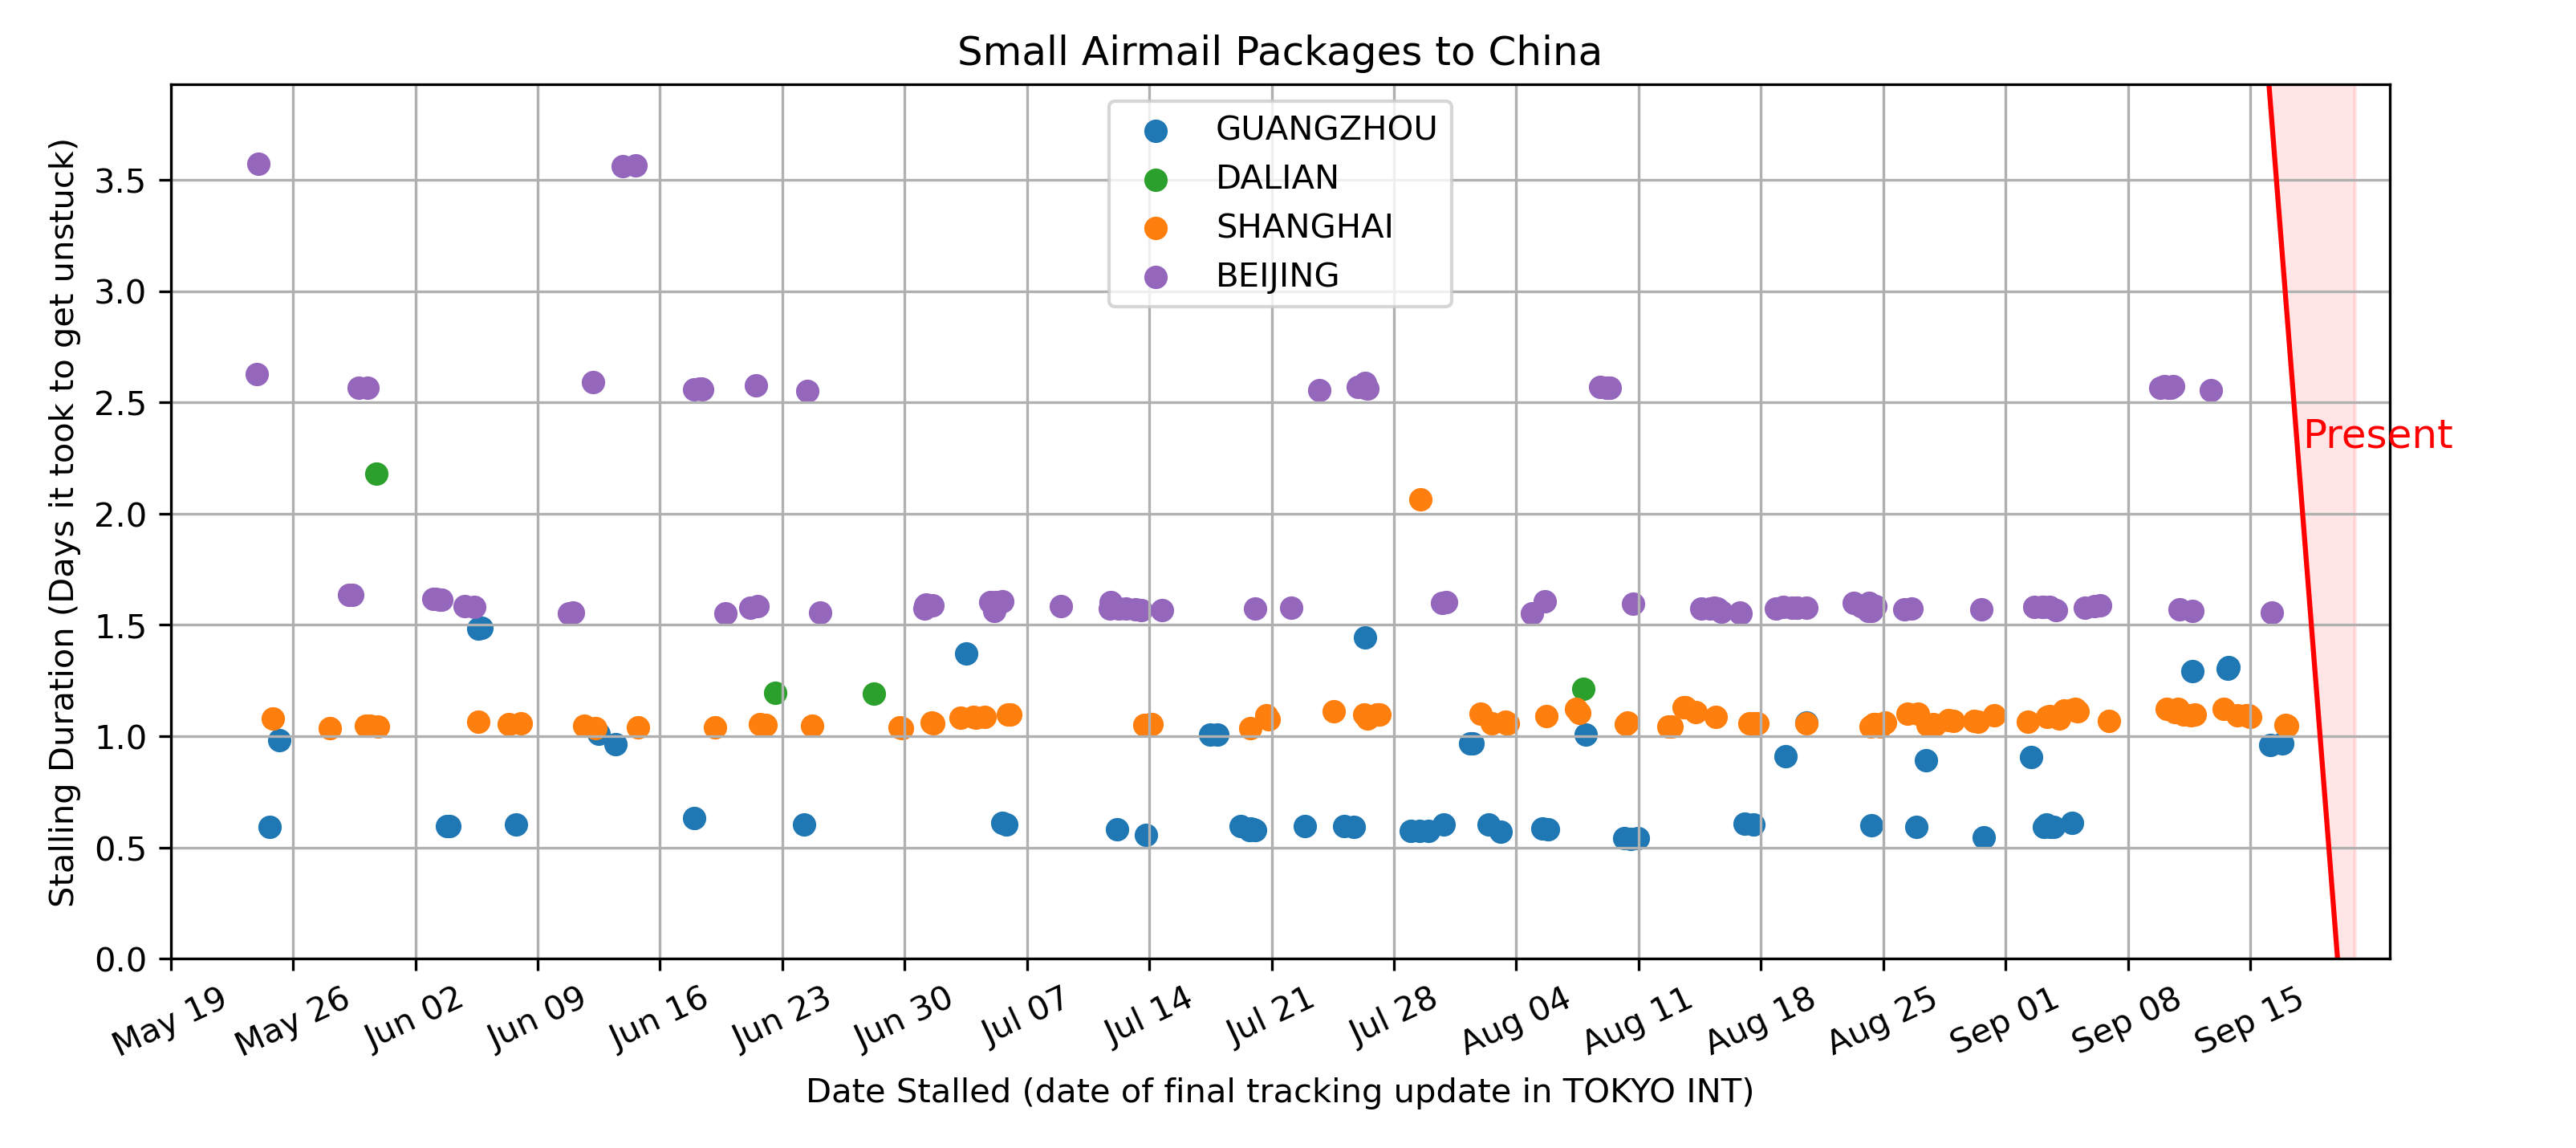 Small Airmail Packages to China
GUANGZHOU
DALIAN
SHANGHAI
BEIJING
Stalling Duration (Days it took to get unstuck)
3.5
3.0
2.5
2.0
1.5
1.0
0.5
0.0
Present
May 19
May 26
Jun 02
Jun 09
Jun 16
Jun 23
Jun 30
Jul 07
Jul 14
Jul 21
Jul 28
Aug 04
Aug 11
Aug 18
Aug 25
Sep 01
Sep 08
Sep 15
Date Stalled (date of final tracking update in TOKYO INT)